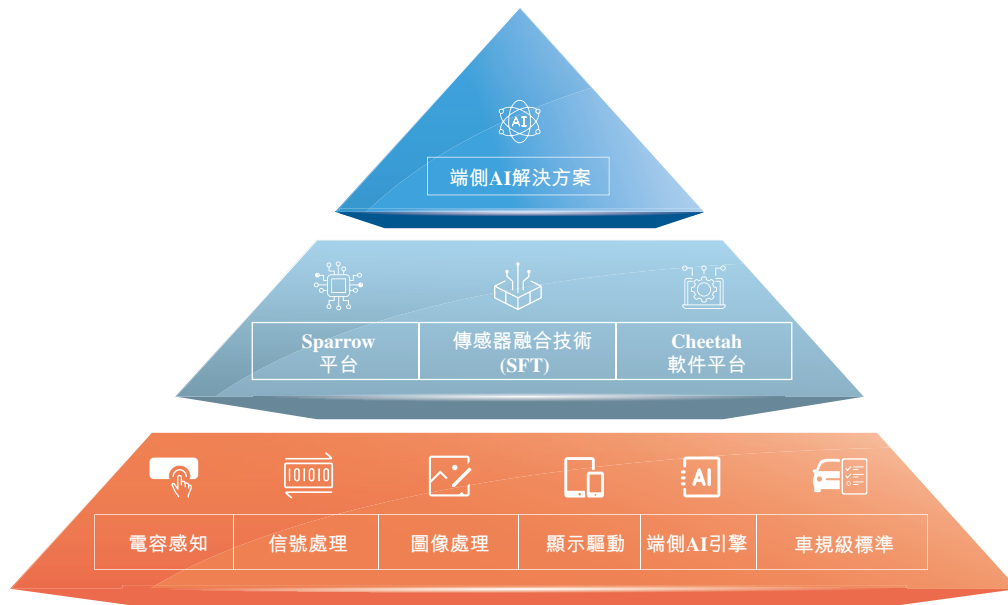 AI
端側AI解決方案
Sparrow
平台
傳感器融合技術
(SFT)
Cheetah
軟件平台
101010
AI
電容感知
信號處理
圖像處理
顯示驅動
端側AI引擎
車規級標準